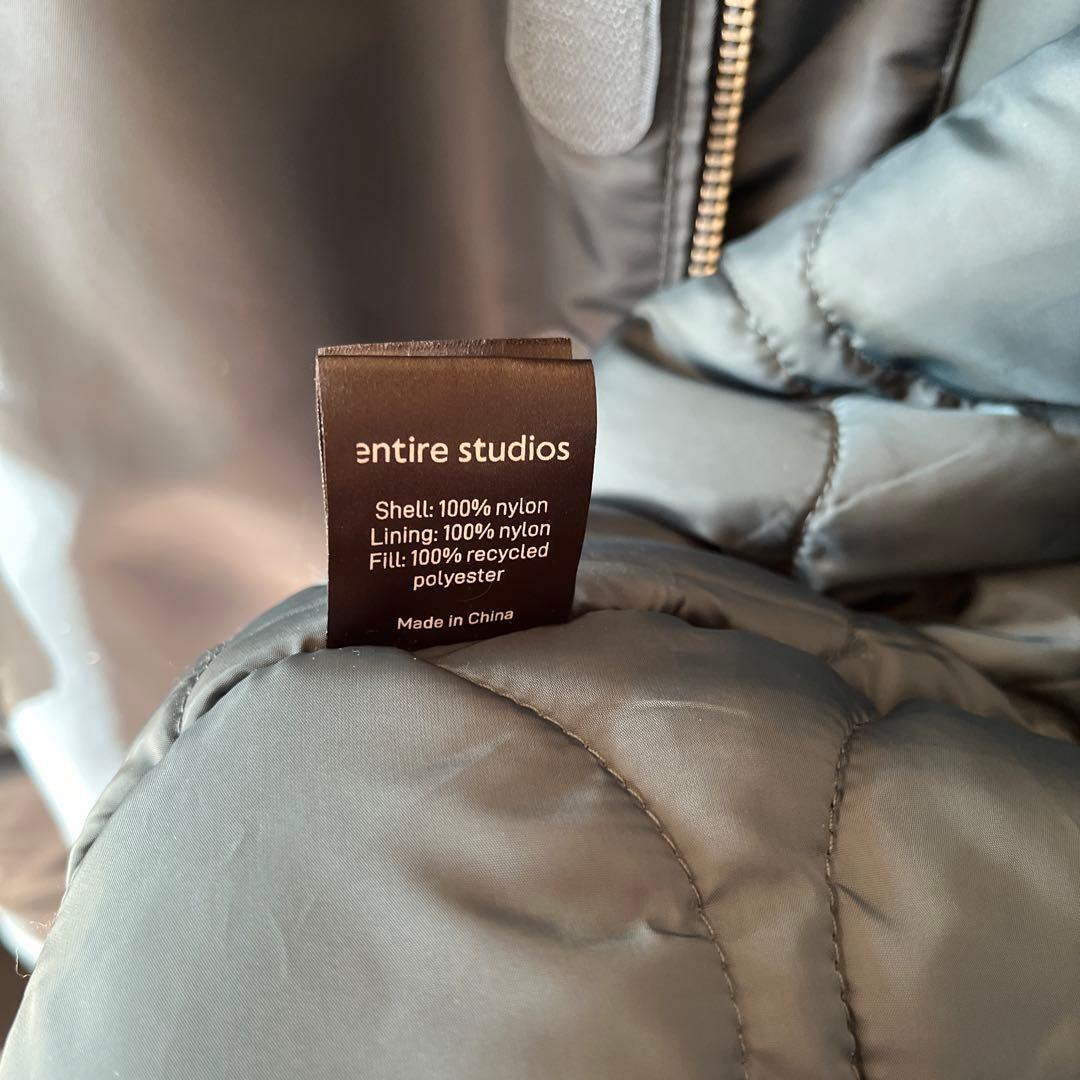 entire studios
Shell: 100% nylon
Lining: 100% nylon
Fill: 100% recycled
polyester
Made in China